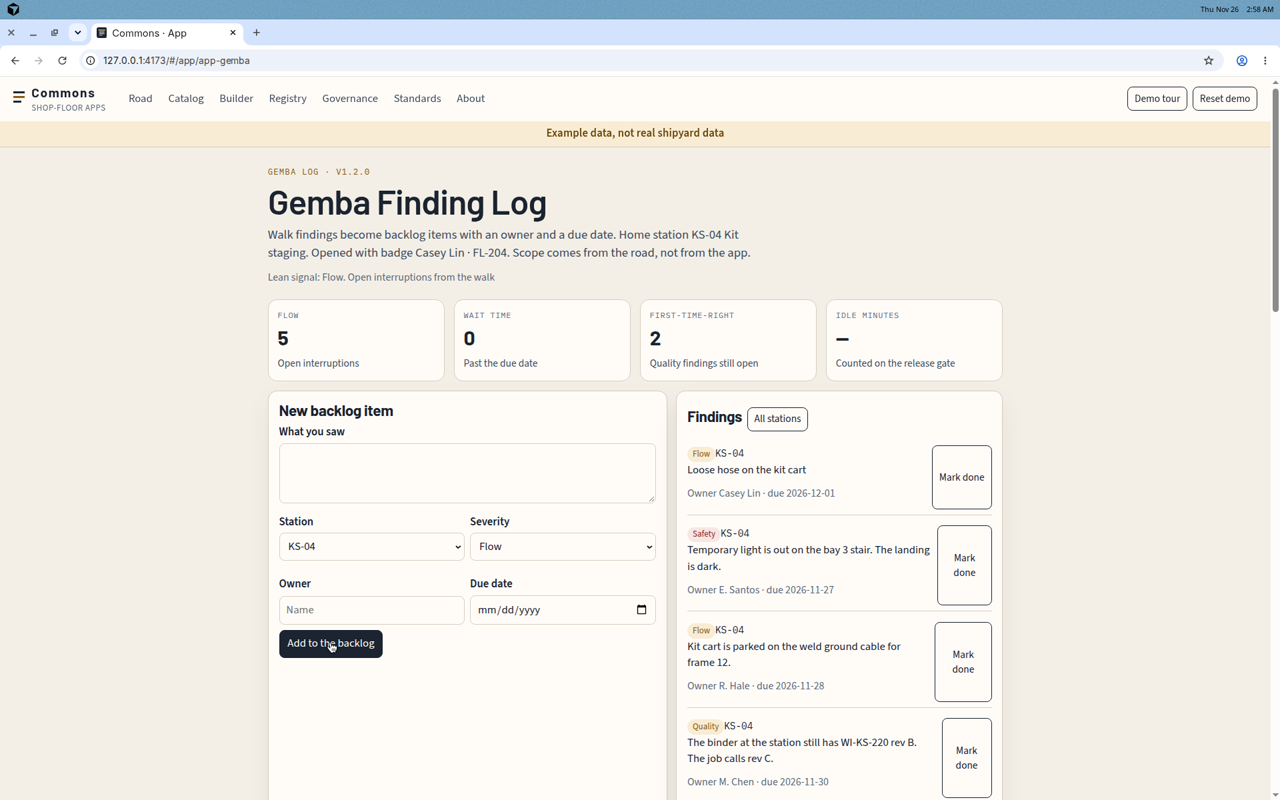 Thu Nov 26 2:58 AM
Commons · App
127.0.0.1:4173/#/app/app-gemba
Commons
SHOP-FLOOR APPS
Road
Catalog
Builder
Registry
Governance
Standards
About
Demo tour
Reset demo
Example data, not real shipyard data
GEMBA LOG · V1.2.0
Gemba Finding Log
Walk findings become backlog items with an owner and a due date. Home station KS-04 Kit
staging. Opened with badge Casey Lin · FL-204. Scope comes from the road, not from the app.
Lean signal: Flow. Open interruptions from the walk
FLOW
5
Open interruptions
WAIT TIME
0
Past the due date
FIRST-TIME-RIGHT
2
Quality findings still open
IDLE MINUTES
—
Counted on the release gate
New backlog item
What you saw
Station
Severity
KS-04
Flow
Owner
Due date
Name
mm/dd/yyyy
Add to the backlog
Findings
All stations
Flow KS-04
Loose hose on the kit cart
Owner Casey Lin · due 2026-12-01
Mark done
Safety KS-04
Temporary light is out on the bay 3 stair. The landing
is dark.
Owner E. Santos · due 2026-11-27
Mark
done
Flow KS-04
Kit cart is parked on the weld ground cable for
frame 12.
Owner R. Hale · due 2026-11-28
Mark
done
Quality KS-04
The binder at the station still has WI-KS-220 rev B.
The job calls rev C.
Owner M. Chen · due 2026-11-30
Mark
done